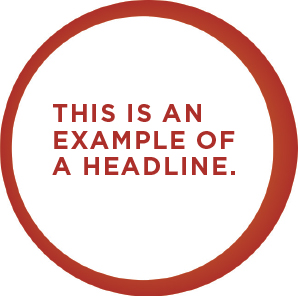 THIS IS AN
EXAMPLE OF
A HEADLINE.